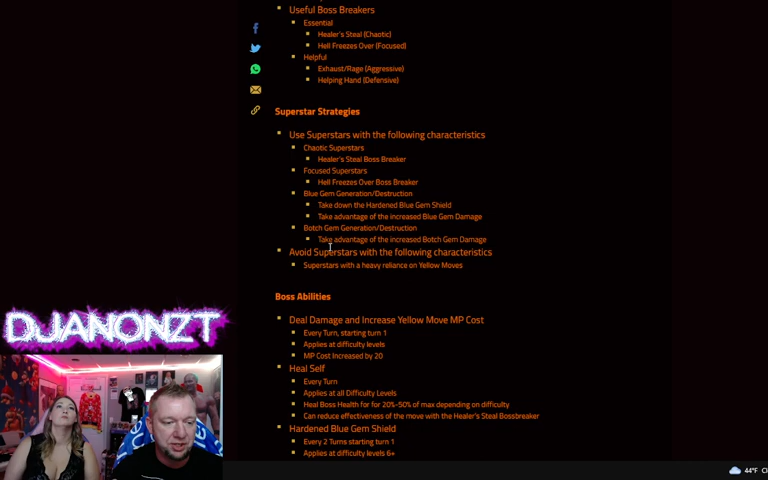 Useful Boss Breakers
Essential
Healer's Steal (Chaotic)
Hell Freezes Over (Focused)
Helpful
Exhaust/Rage (Aggressive)
Helping Hand (Defensive)
Superstar Strategies
Use Superstars with the following characteristics
Chaotic Superstars
Healer's Steal Boss Breaker
Focused Superstars
Hell Freezes Over Boss Breaker
Blue Gem Generation/Destruction
Take down the Hardened Blue Gem Shield
Take advantage of the increased Blue Gem Damage
Botch Gem Generation/Destruction
Take advantage of the increased Botch Gem Damage
Avoid Superstars with the following characteristics
Superstars with a heavy reliance on Yellow Moves
Boss Abilities
Deal Damage and Increase Yellow Move MP Cost
Every Turn, starting turn 1
Applies at difficulty levels
MP Cost Increased by 20
Heal Self
Every Turn
Applies at all Difficulty Levels
Heal Boss Health for for 20%-50% of max depending on difficulty
Can reduce effectiveness of the move with the Healer's Steal Bossbreaker
Hardened Blue Gem Shield
Every 2 Turns starting turn 1
Applies at difficulty levels 6+
DJANONZT
44°F Cl